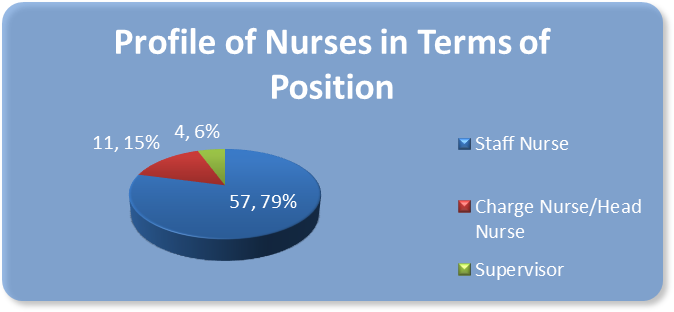 Profile of Nurses in Terms of
Position
4, 6%
11, 15%
57, 79%
Staff Nurse
Charge Nurse/Head
Nurse
Supervisor